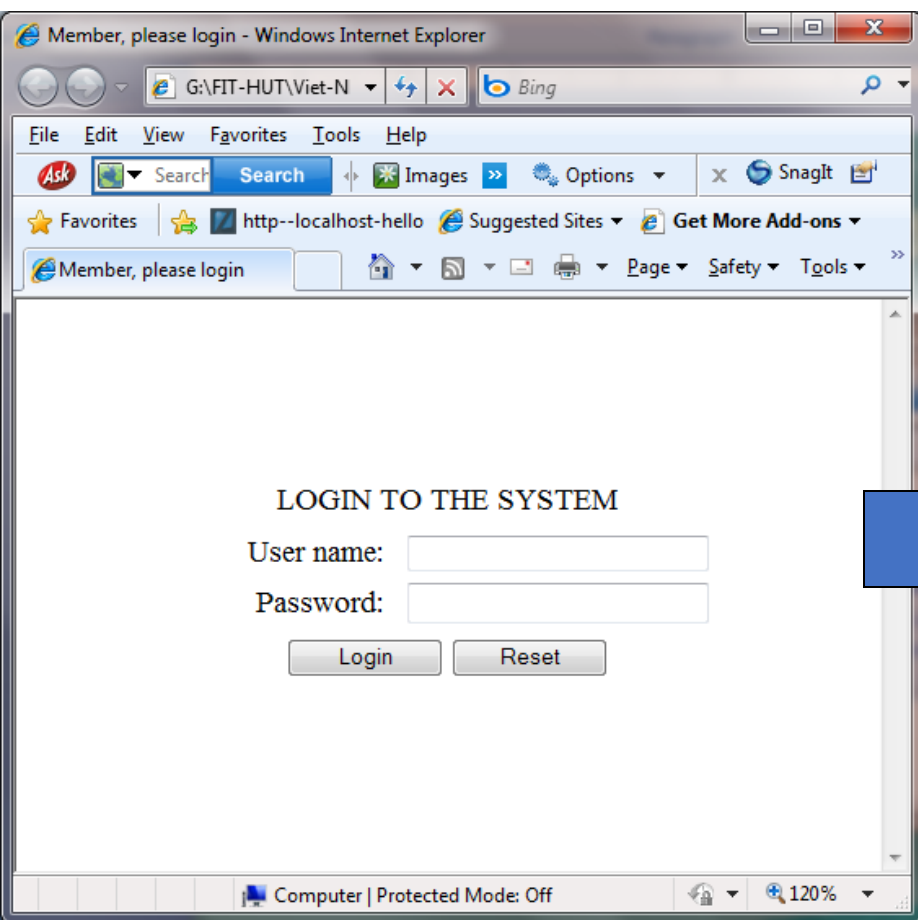 Member, please login - Windows Internet Explorer
G:\FIT-HUT\Viet-N Bing
File Edit View Favorites Tools Help
Ask Search Search Images Options SnagIt
Favorites http--localhost-hello Suggested Sites Get More Add-ons
Member, please login Page Safety Tools
LOGIN TO THE SYSTEM
User name:
Password:
Login Reset
Computer | Protected Mode: Off 120%